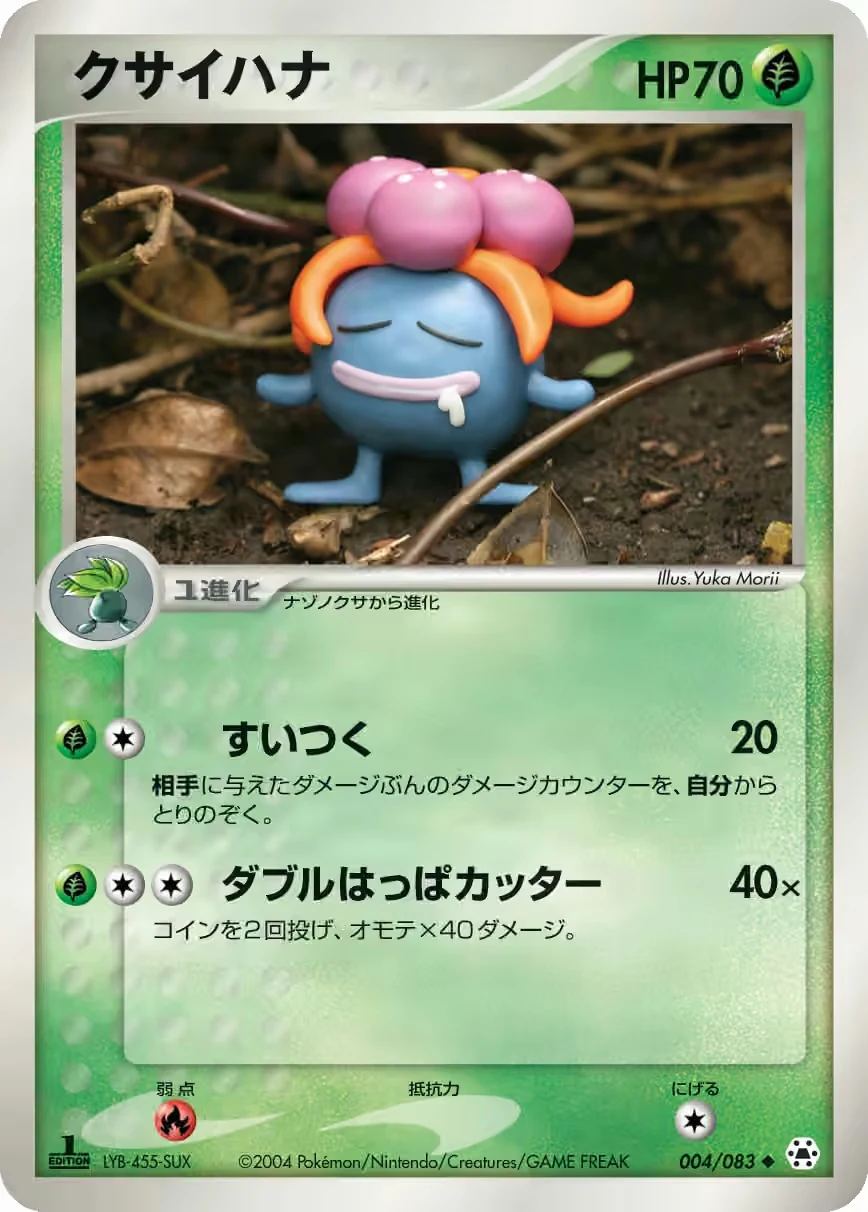 クサイハナ HP70
Illus. Yuka Morii
1進化
ナゾノクサから進化
すいつく 20
相手に与えたダメージぶんのダメージカウンターを、自分から
とりのぞく。
ダブルはっぱカッター 40×
コインを2回投げ、オモテ×40ダメージ。
弱点 抵抗力 にげる
1 EDITION LYB-455-SUX ©2004 Pokémon/Nintendo/Creatures/GAME FREAK 004/083 ◆